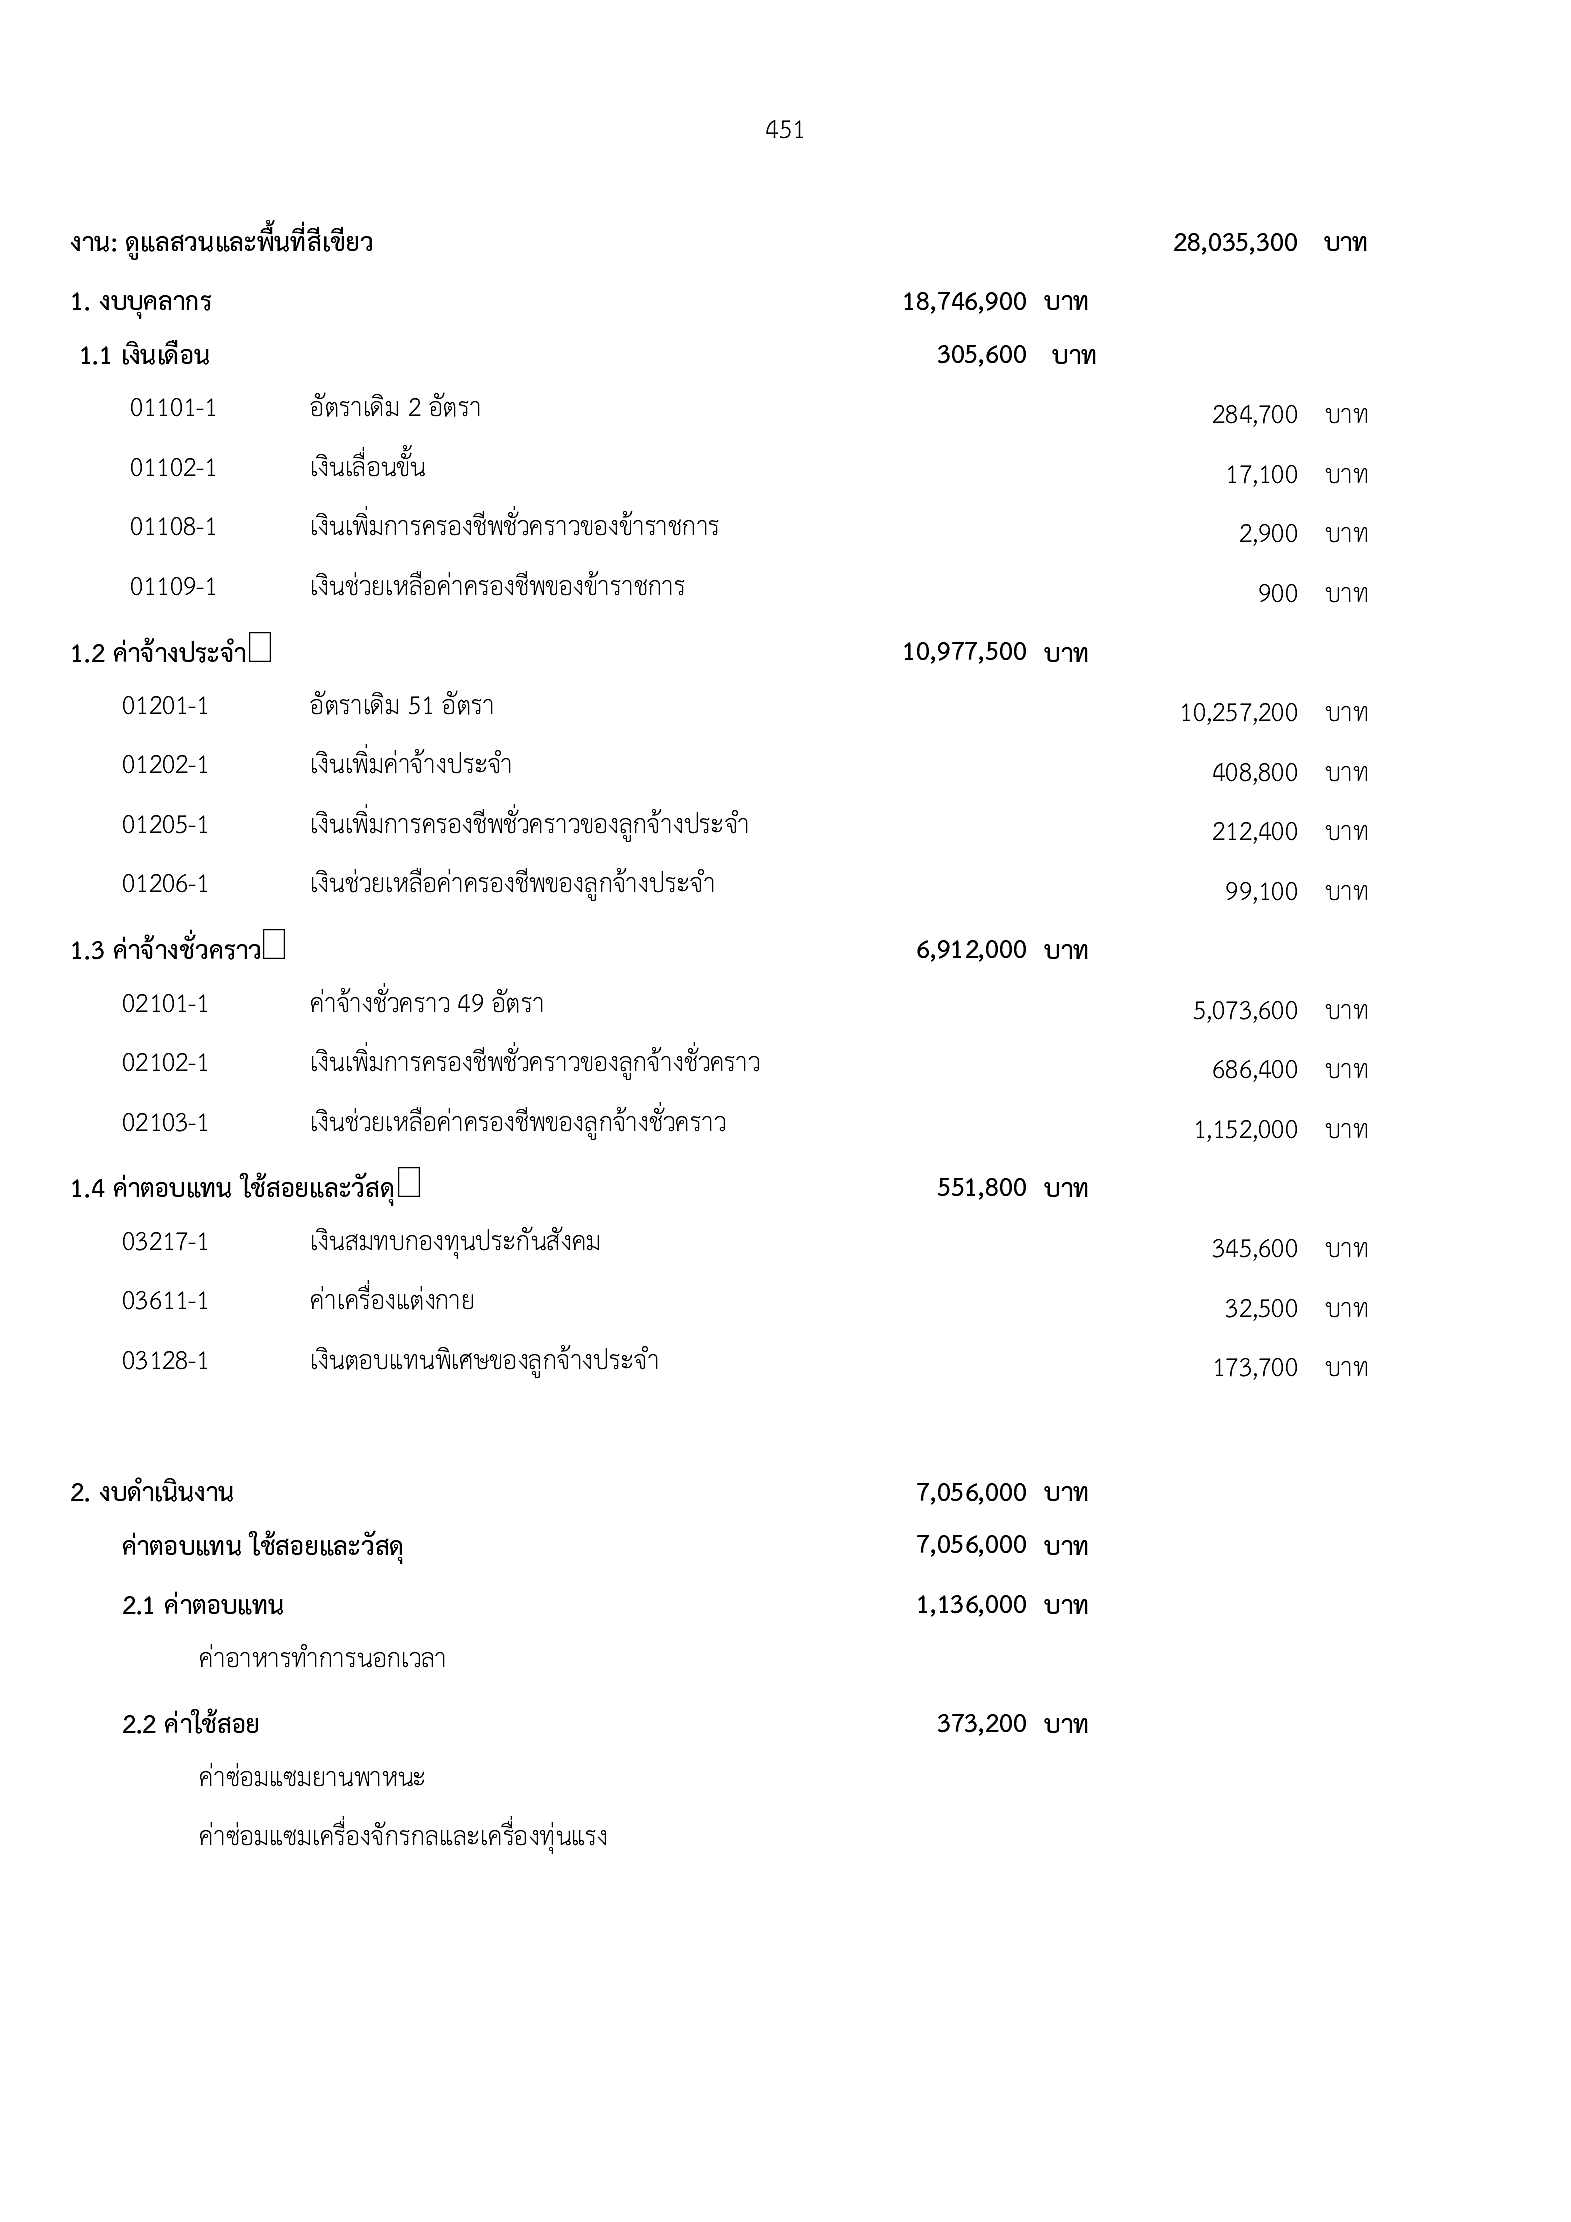 451
งาน: ดูแลสวนและพื้นที่สีเขียว 28,035,300 บาท
1. งบบุคลากร 18,746,900 บาท
1.1 เงินเดือน 305,600 บาท
01101-1 อัตราเดิม 2 อัตรา 284,700 บาท
01102-1 เงินเลื่อนขั้น 17,100 บาท
01108-1 เงินเพิ่มการครองชีพชั่วคราวของข้าราชการ 2,900 บาท
01109-1 เงินช่วยเหลือค่าครองชีพของข้าราชการ 900 บาท
1.2 ค่าจ้างประจำ 10,977,500 บาท
01201-1 อัตราเดิม 51 อัตรา 10,257,200 บาท
01202-1 เงินเพิ่มค่าจ้างประจำ 408,800 บาท
01205-1 เงินเพิ่มการครองชีพชั่วคราวของลูกจ้างประจำ 212,400 บาท
01206-1 เงินช่วยเหลือค่าครองชีพของลูกจ้างประจำ 99,100 บาท
1.3 ค่าจ้างชั่วคราว 6,912,000 บาท
02101-1 ค่าจ้างชั่วคราว 49 อัตรา 5,073,600 บาท
02102-1 เงินเพิ่มการครองชีพชั่วคราวของลูกจ้างชั่วคราว 686,400 บาท
02103-1 เงินช่วยเหลือค่าครองชีพของลูกจ้างชั่วคราว 1,152,000 บาท
1.4 ค่าตอบแทน ใช้สอยและวัสดุ 551,800 บาท
03217-1 เงินสมทบกองทุนประกันสังคม 345,600 บาท
03611-1 ค่าเครื่องแต่งกาย 32,500 บาท
03128-1 เงินตอบแทนพิเศษของลูกจ้างประจำ 173,700 บาท
2. งบดำเนินงาน 7,056,000 บาท
ค่าตอบแทน ใช้สอยและวัสดุ 7,056,000 บาท
2.1 ค่าตอบแทน 1,136,000 บาท
ค่าอาหารทำการนอกเวลา
2.2 ค่าใช้สอย 373,200 บาท
ค่าซ่อมแซมยานพาหนะ
ค่าซ่อมแซมเครื่องจักรกลและเครื่องทุ่นแรง